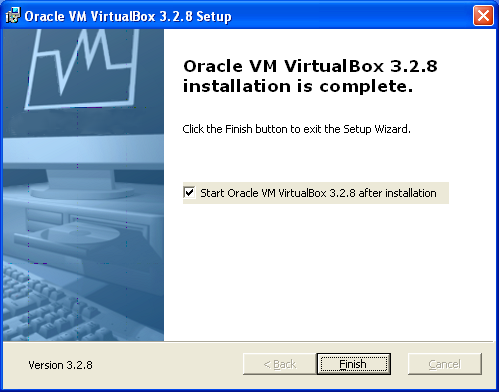 Oracle VM VirtualBox 3.2.8 Setup
Oracle VM VirtualBox 3.2.8
installation is complete.
Click the Finish button to exit the Setup Wizard.
Start Oracle VM VirtualBox 3.2.8 after installation
Version 3.2.8
< Back
Finish
Cancel